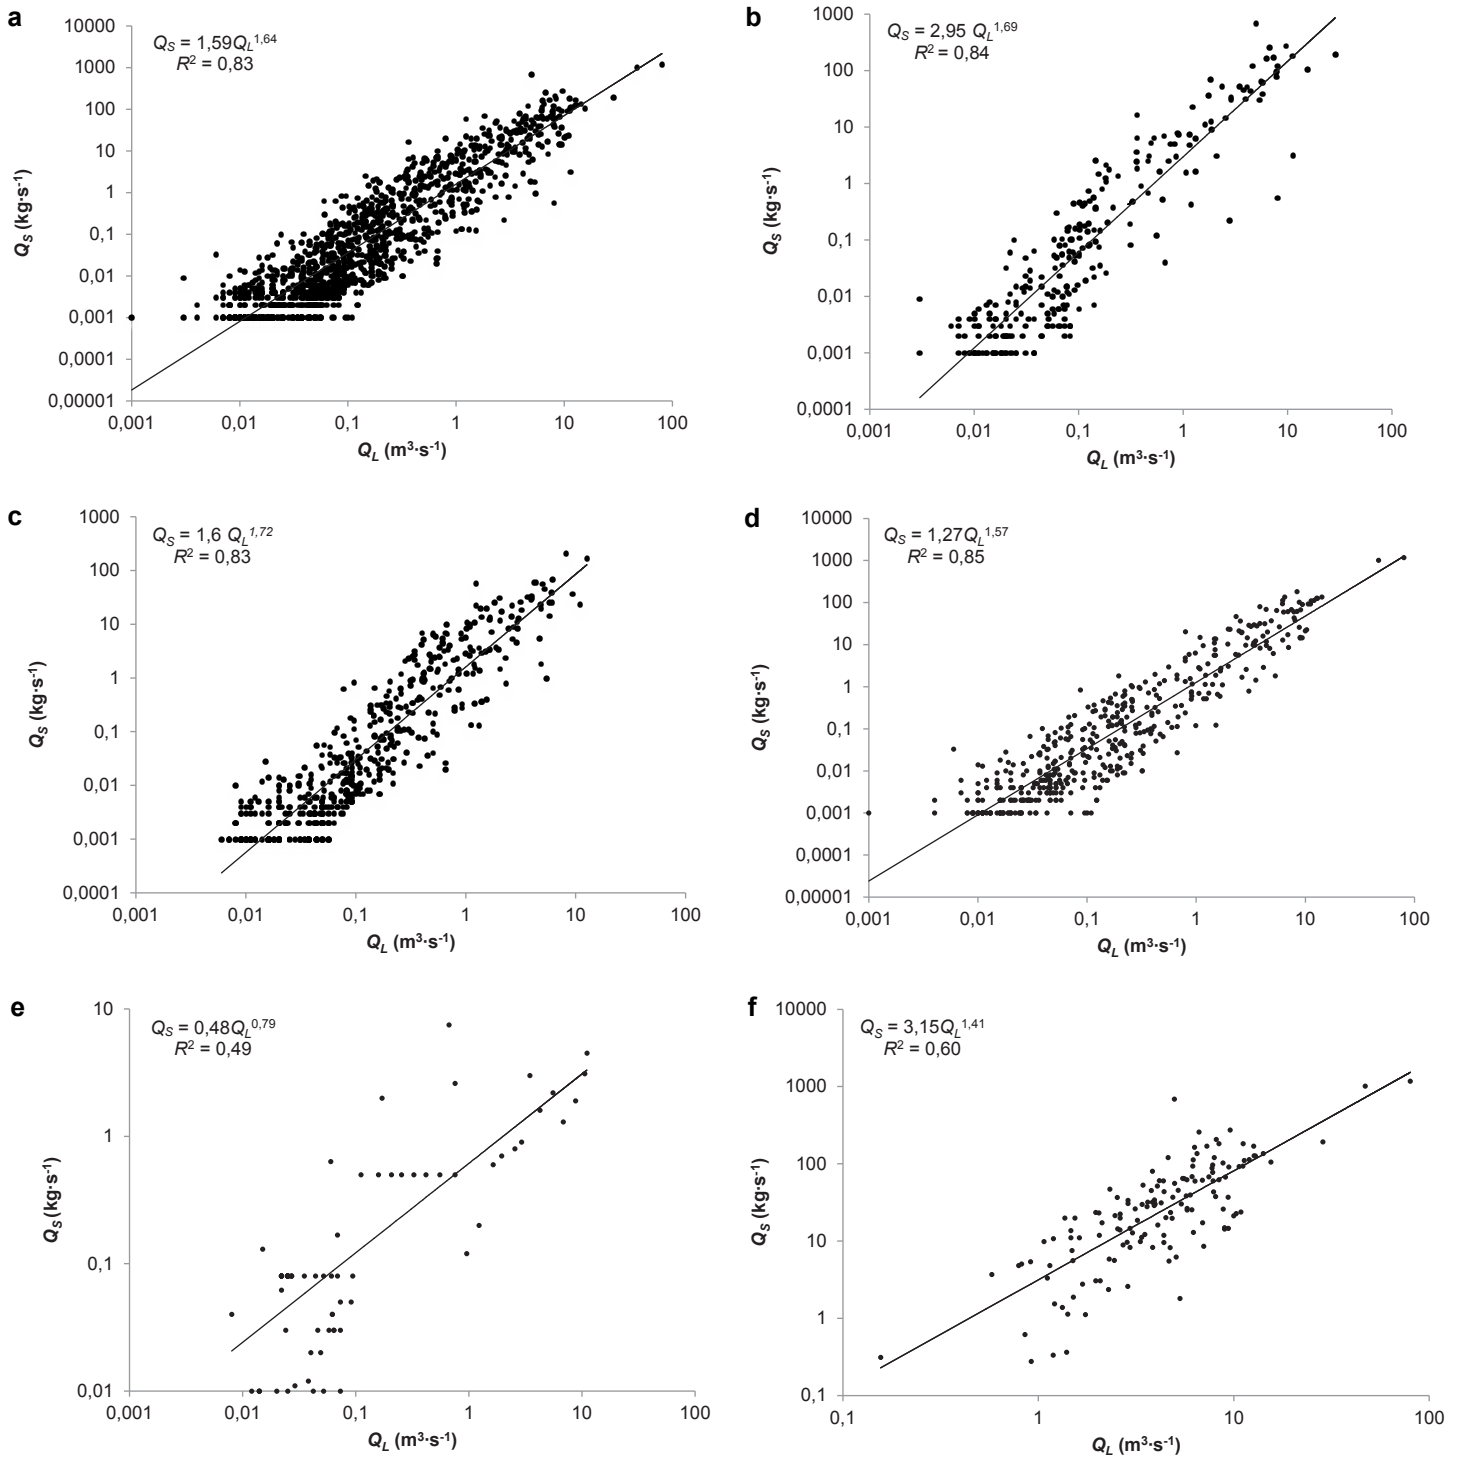 a
Q_S = 1,59Q_L^1,64
R² = 0,83
10000
1000
100
10
1
0,1
0,01
0,001
0,0001
0,00001
Q_S (kg·s⁻¹)
0,001 0,01 0,1 1 10 100
Q_L (m³·s⁻¹)
b
Q_S = 2,95 Q_L^1,69
R² = 0,84
1000
100
10
1
0,1
0,01
0,001
0,0001
Q_S (kg·s⁻¹)
0,001 0,01 0,1 1 10 100
Q_L (m³·s⁻¹)
c
Q_S = 1,6 Q_L^1,72
R² = 0,83
1000
100
10
1
0,1
0,01
0,001
0,0001
Q_S (kg·s⁻¹)
0,001 0,01 0,1 1 10 100
Q_L (m³·s⁻¹)
d
Q_S = 1,27Q_L^1,57
R² = 0,85
10000
1000
100
10
1
0,1
0,01
0,001
0,0001
0,00001
Q_S (kg·s⁻¹)
0,001 0,01 0,1 1 10 100
Q_L (m³·s⁻¹)
e
Q_S = 0,48Q_L^0,79
R² = 0,49
10
1
0,1
0,01
Q_S (kg·s⁻¹)
0,001 0,01 0,1 1 10 100
Q_L (m³·s⁻¹)
f
Q_S = 3,15Q_L^1,41
R² = 0,60
10000
1000
100
10
1
0,1
Q_S (kg·s⁻¹)
0,1 1 10 100
Q_L (m³·s⁻¹)